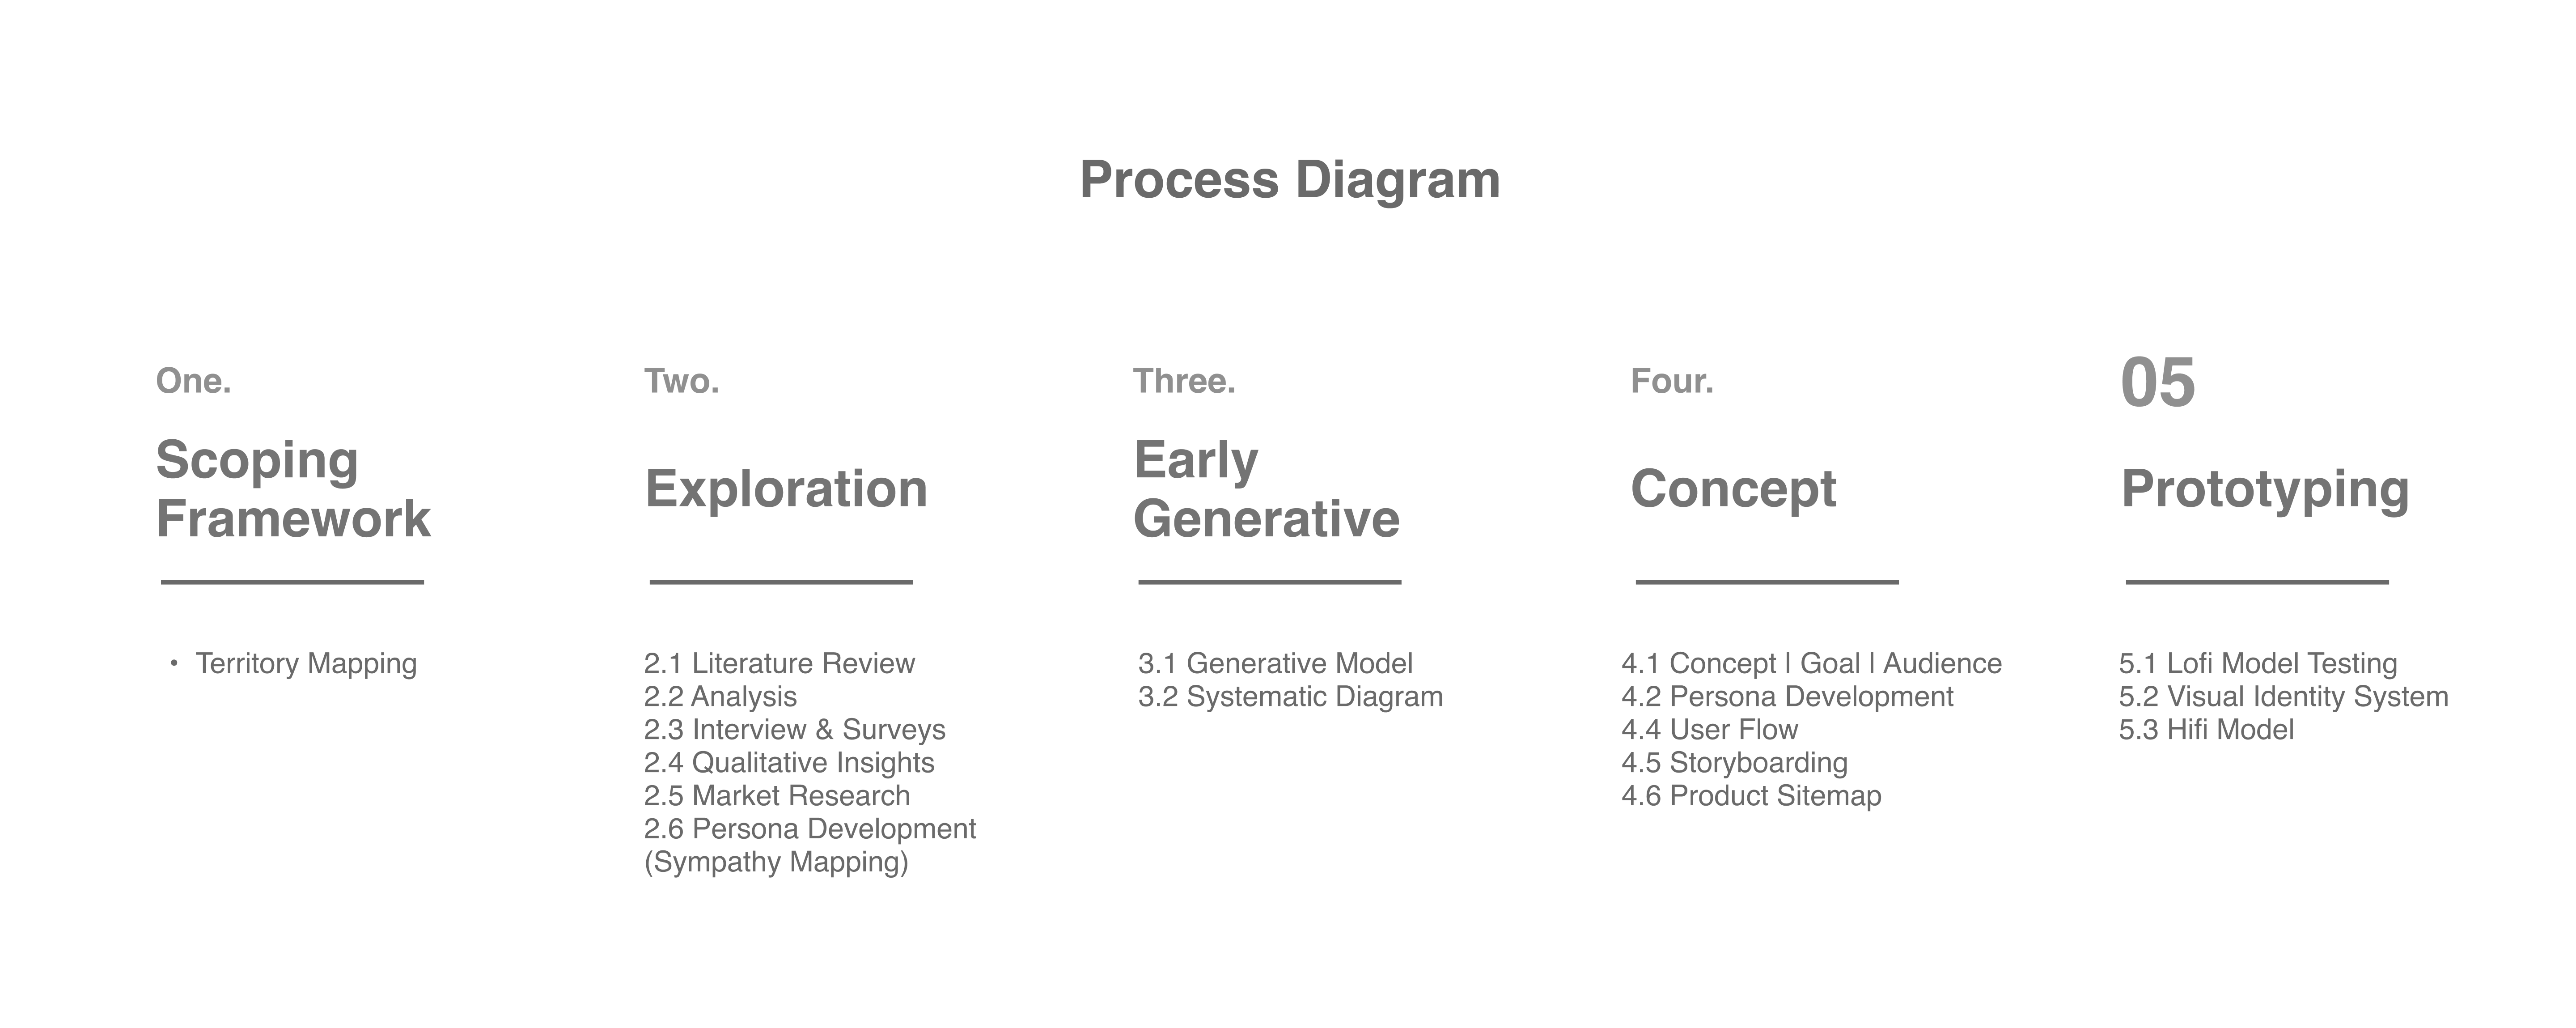 Process Diagram
One.
Scoping
Framework
• Territory Mapping
Two.
Exploration
2.1 Literature Review
2.2 Analysis
2.3 Interview & Surveys
2.4 Qualitative Insights
2.5 Market Research
2.6 Persona Development
(Sympathy Mapping)
Three.
Early
Generative
3.1 Generative Model
3.2 Systematic Diagram
Four.
Concept
4.1 Concept | Goal | Audience
4.2 Persona Development
4.4 User Flow
4.5 Storyboarding
4.6 Product Sitemap
05
Prototyping
5.1 Lofi Model Testing
5.2 Visual Identity System
5.3 Hifi Model